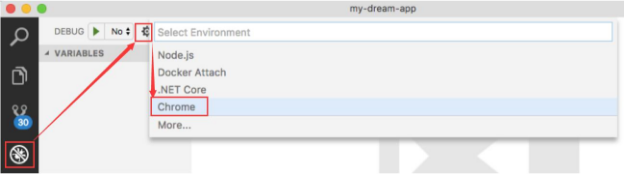 my-dream-app
DEBUG No Select Environment
VARIABLES
Node.js
Docker Attach
.NET Core
Chrome
More...
30